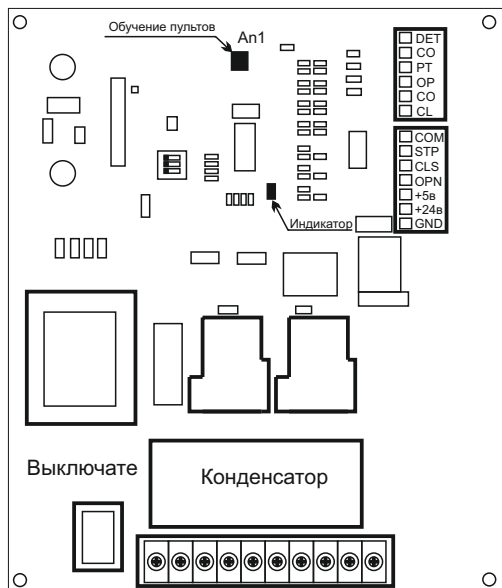 Обучение пультов
An1
DET
CO
PT
OP
CO
CL
COM
STP
CLS
OPN
+5в
+24в
GND
Индикатор
Выключате
Конденсатор